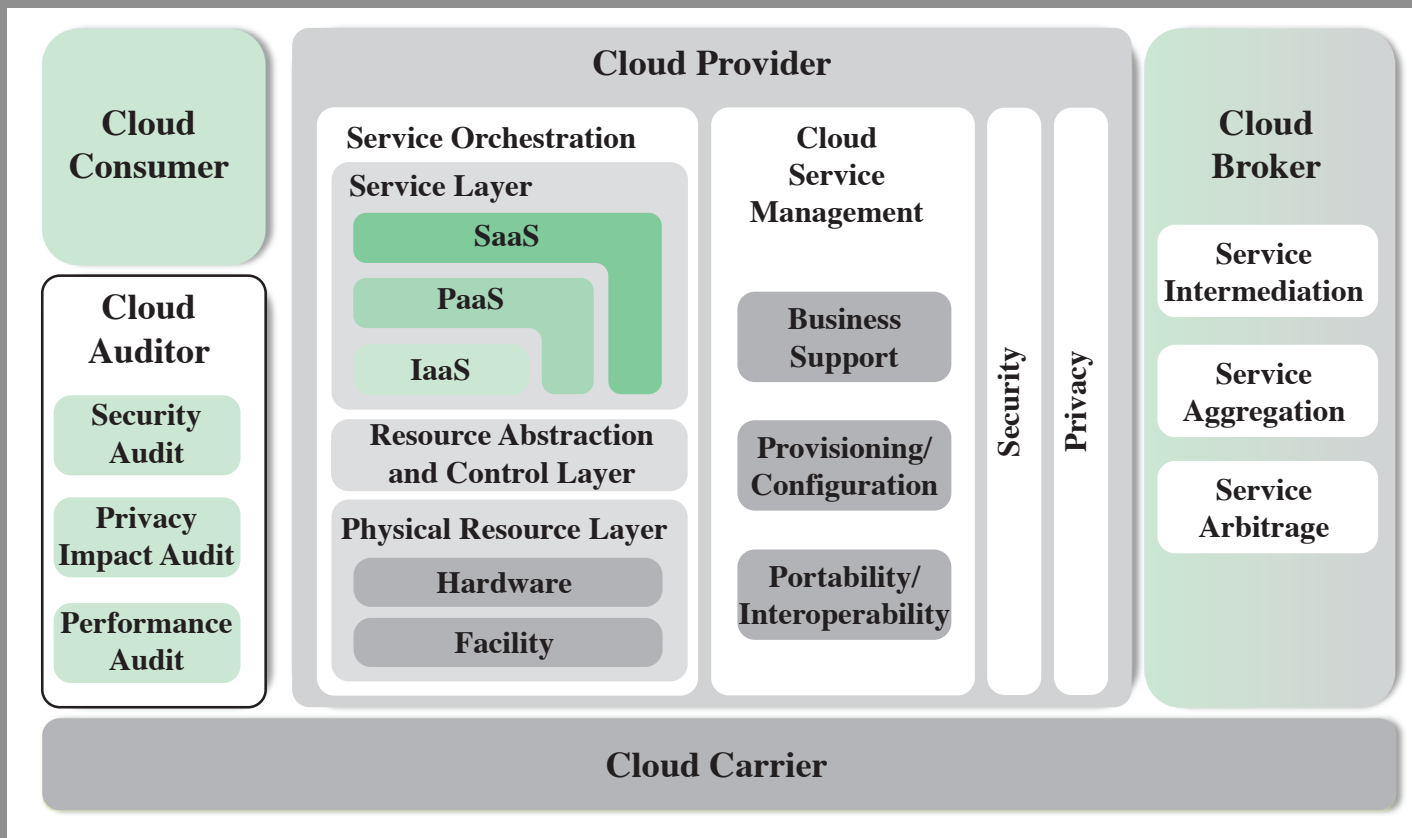 Cloud
Consumer
Cloud
Auditor
Security
Audit
Privacy
Impact Audit
Performance
Audit
Cloud Provider
Service Orchestration
Service Layer
SaaS
PaaS
IaaS
Resource Abstraction
and Control Layer
Physical Resource Layer
Hardware
Facility
Cloud
Service
Management
Business
Support
Provisioning/
Configuration
Portability/
Interoperability
Security
Privacy
Cloud
Broker
Service
Intermediation
Service
Aggregation
Service
Arbitrage
Cloud Carrier